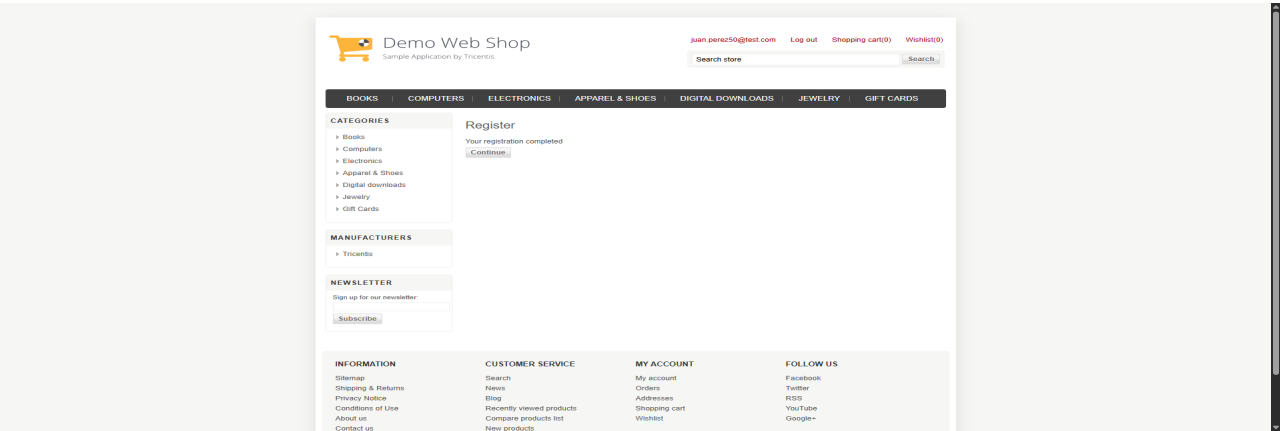 Demo Web Shop
Sample Application by Tricentis
juan.perez50@test.com Log out Shopping cart(0) Wishlist(0)
Search store Search
BOOKS COMPUTERS ELECTRONICS APPAREL & SHOES DIGITAL DOWNLOADS JEWELRY GIFT CARDS
CATEGORIES
Books
Computers
Electronics
Apparel & Shoes
Digital downloads
Jewelry
Gift Cards
MANUFACTURERS
Tricentis
NEWSLETTER
Sign up for our newsletter:
Subscribe
Register
Your registration completed
Continue
INFORMATION
Sitemap
Shipping & Returns
Privacy Notice
Conditions of Use
About us
Contact us
CUSTOMER SERVICE
Search
News
Blog
Recently viewed products
Compare products list
New products
MY ACCOUNT
My account
Orders
Addresses
Shopping cart
Wishlist
FOLLOW US
Facebook
Twitter
RSS
YouTube
Google+